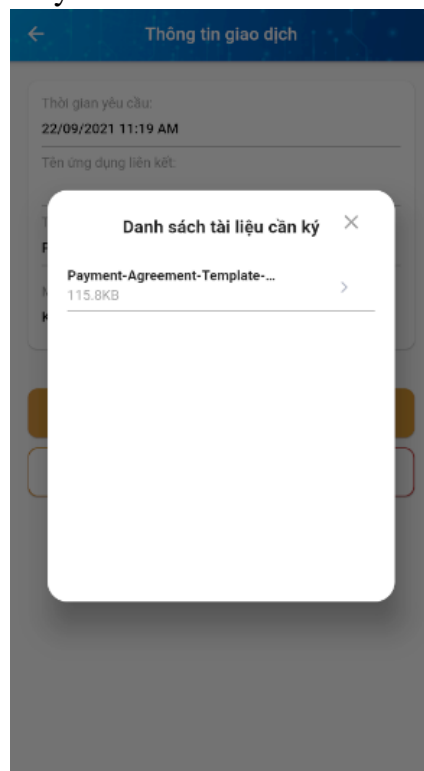 Thông tin giao dịch
Thời gian yêu cầu:
22/09/2021 11:19 AM
Tên ứng dụng liên kết:
Danh sách tài liệu cần ký
Payment-Agreement-Template-...
115.8KB